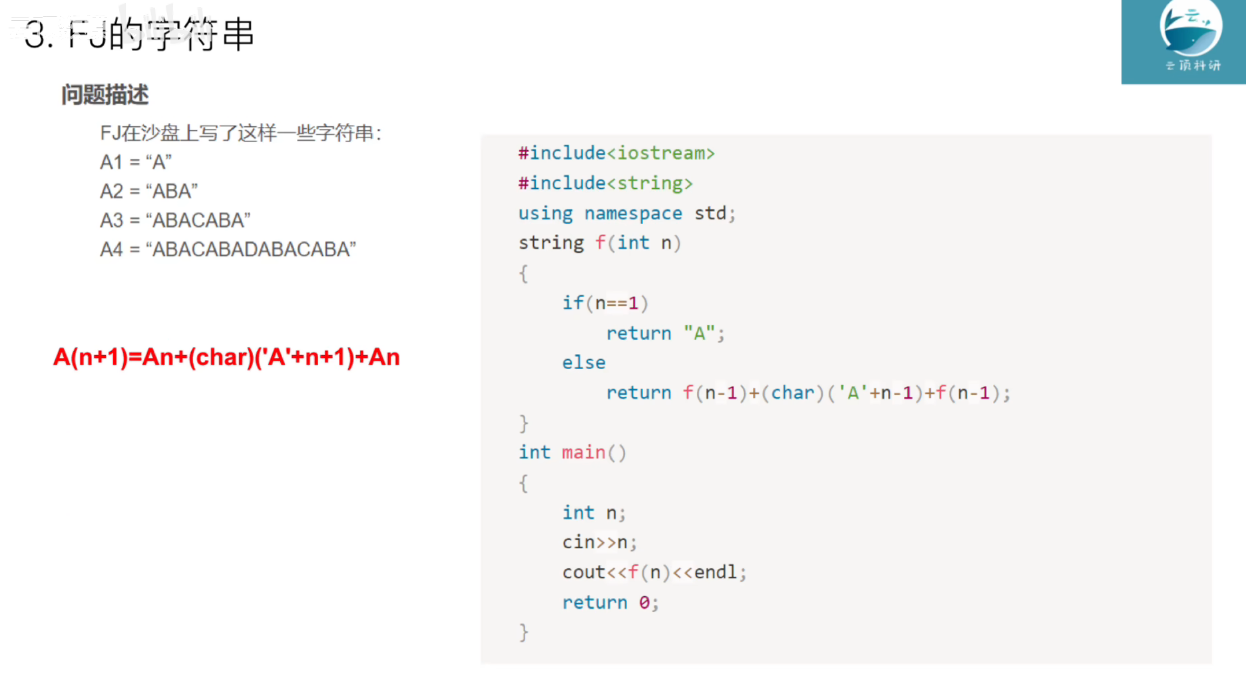 3. FJ的字符串
云顶科研
问题描述
FJ在沙盘上写了这样一些字符串：
A1 = “A”
A2 = “ABA”
A3 = “ABACABA”
A4 = “ABACABADABACABA”
A(n+1)=An+(char)('A'+n+1)+An
#include<iostream>
#include<string>
using namespace std;
string f(int n)
{
if(n==1)
return "A";
else
return f(n-1)+(char)('A'+n-1)+f(n-1);
}
int main()
{
int n;
cin>>n;
cout<<f(n)<<endl;
return 0;
}